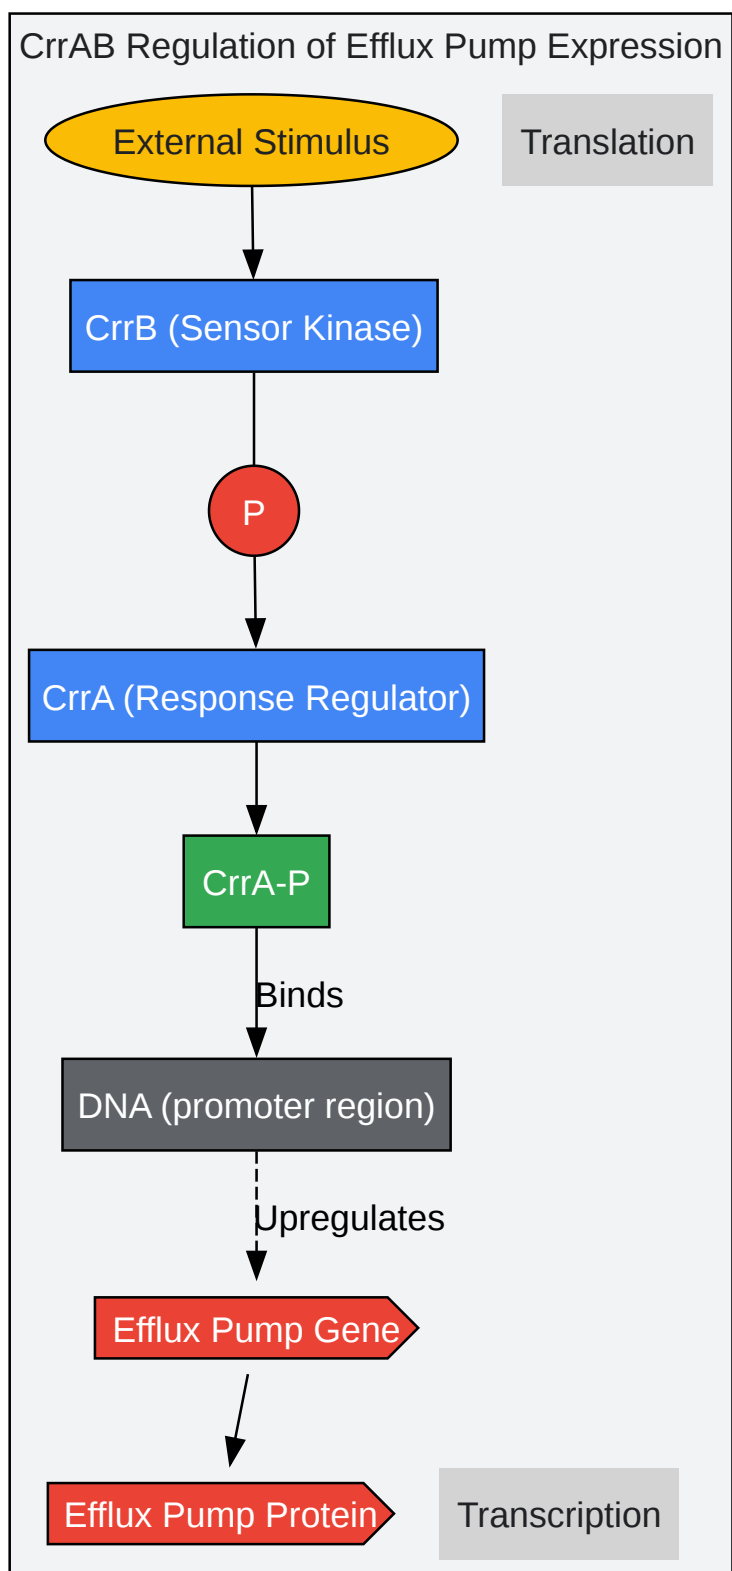 CrrAB Regulation of Efflux Pump Expression
External Stimulus
Translation
CrrB (Sensor Kinase)
P
CrrA (Response Regulator)
CrrA-P
Binds
DNA (promoter region)
Upregulates
Efflux Pump Gene
Efflux Pump Protein
Transcription